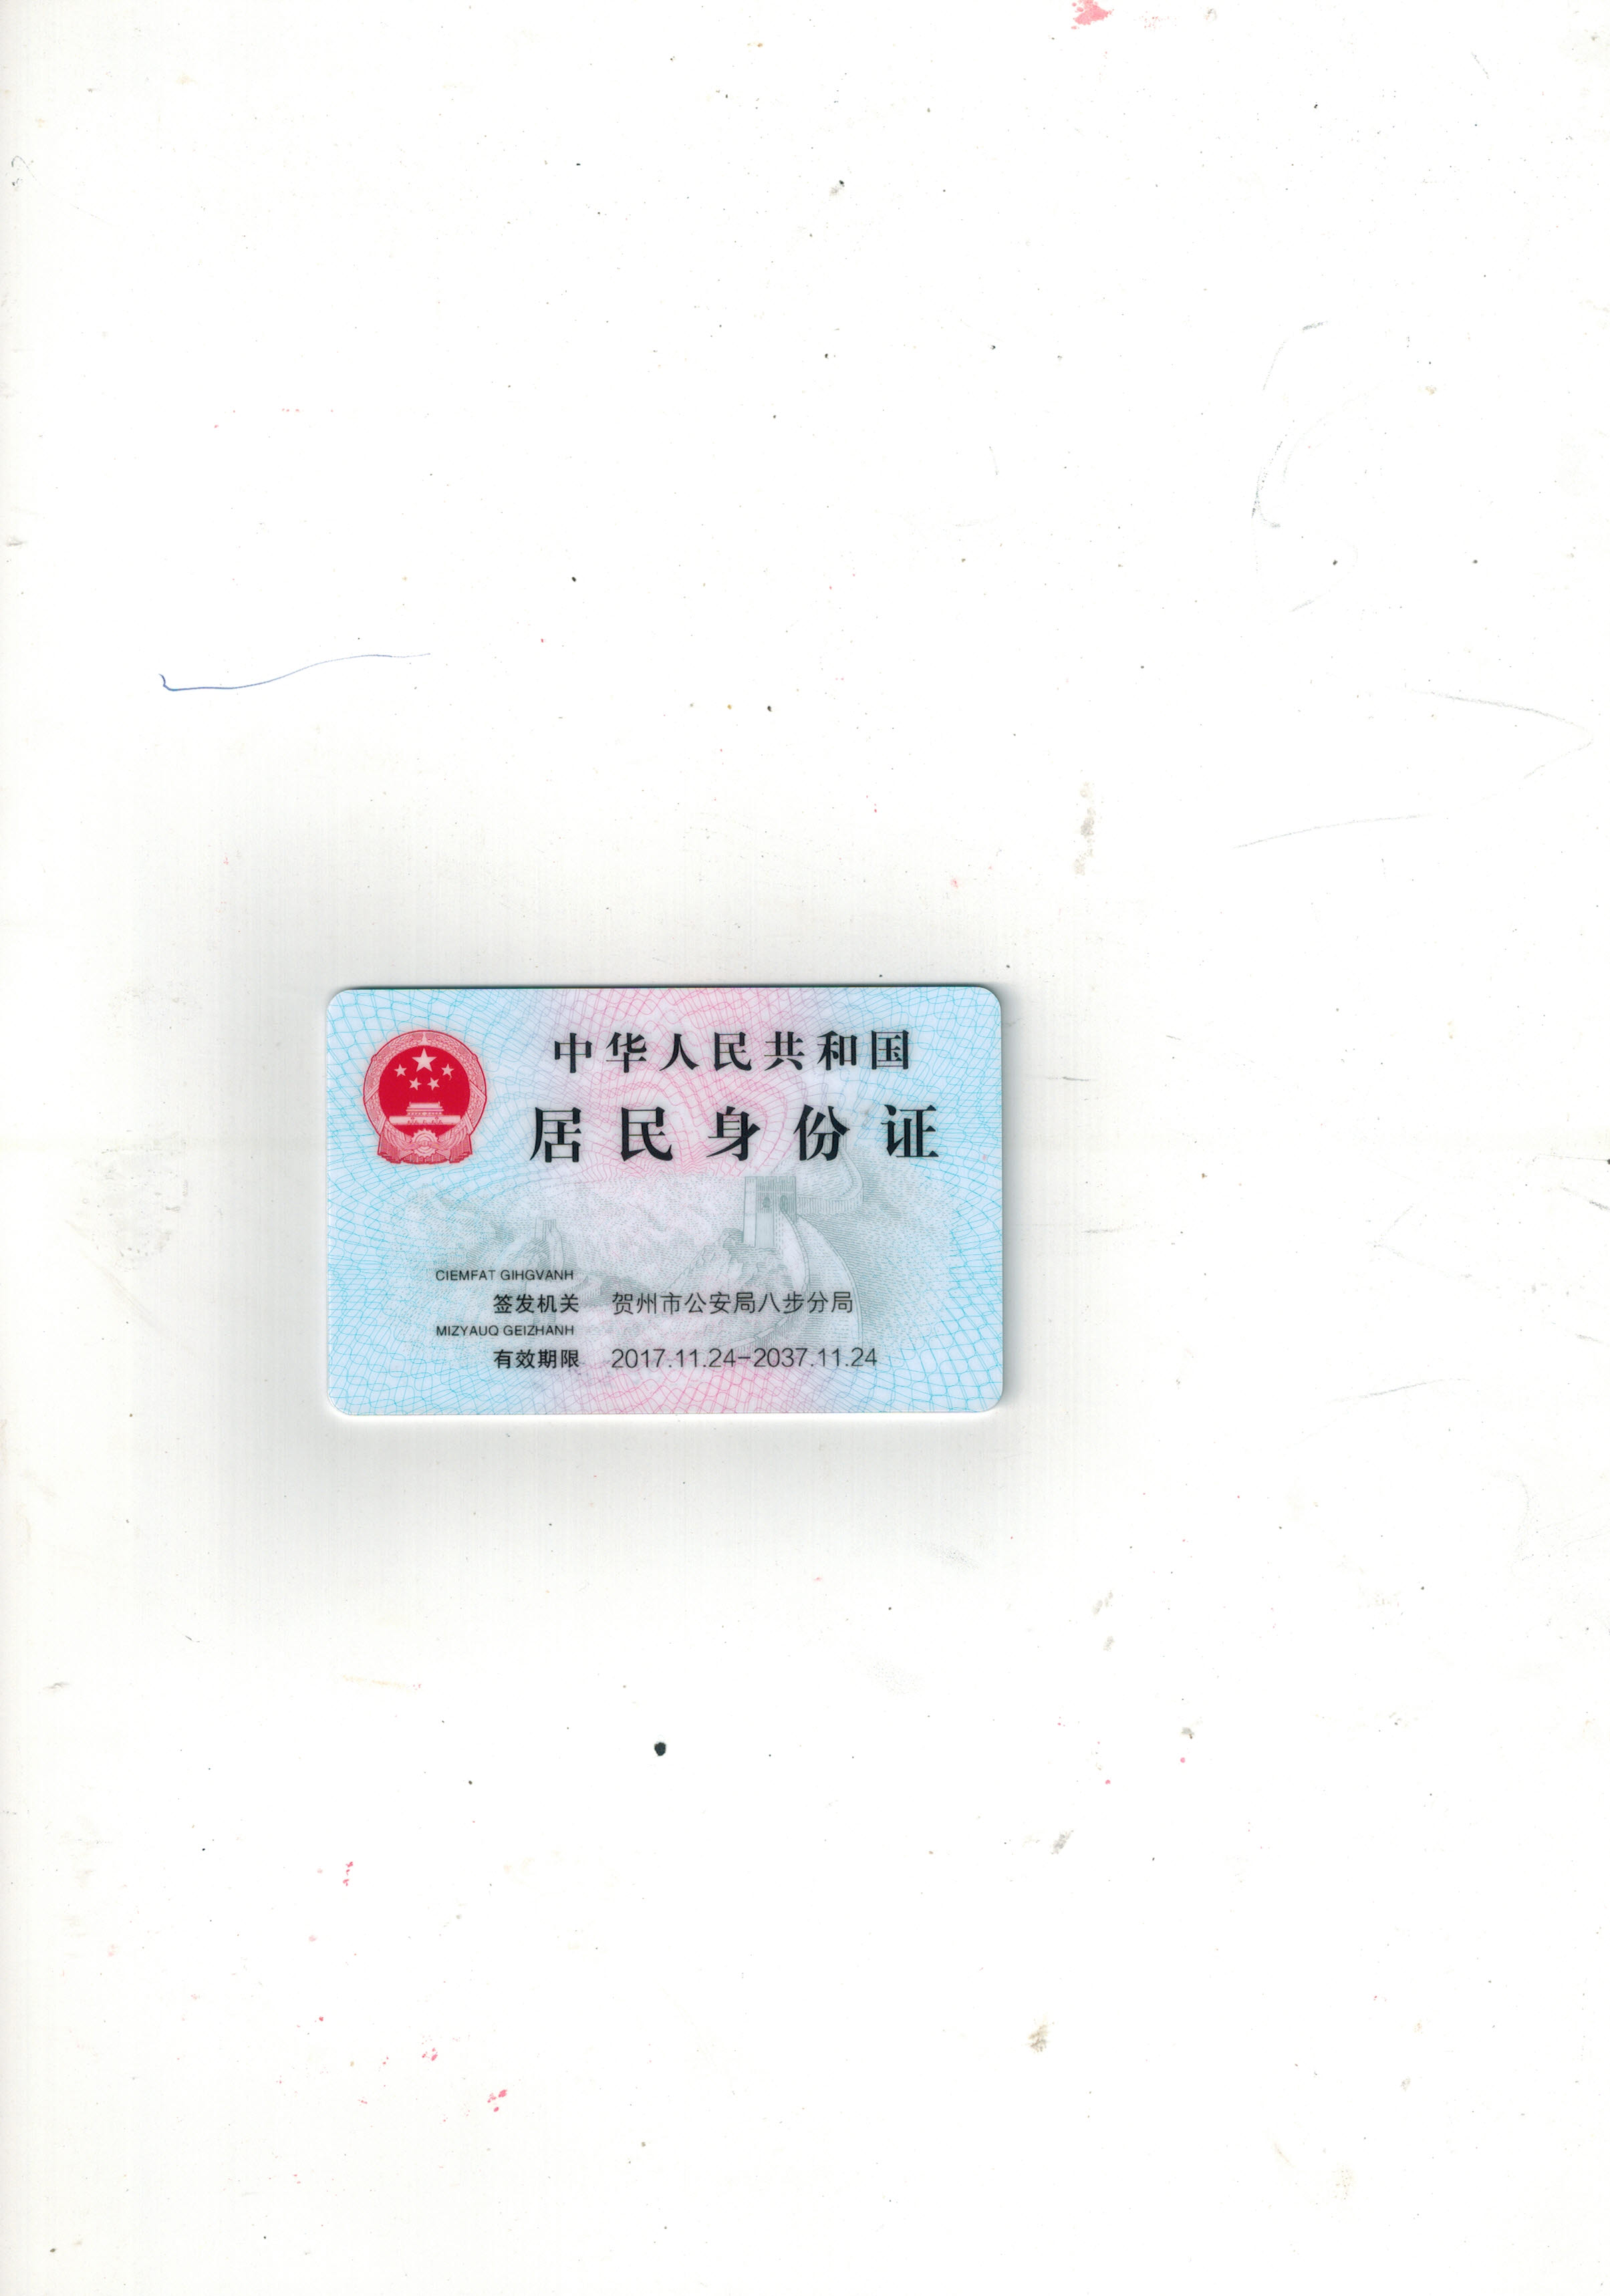 中华人民共和国
居民身份证
CIEMFAT GIHGVANH
签发机关 贺州市公安局八步分局
MIZYAUQ GEIZHANH
有效期限 2017.11.24-2037.11.24